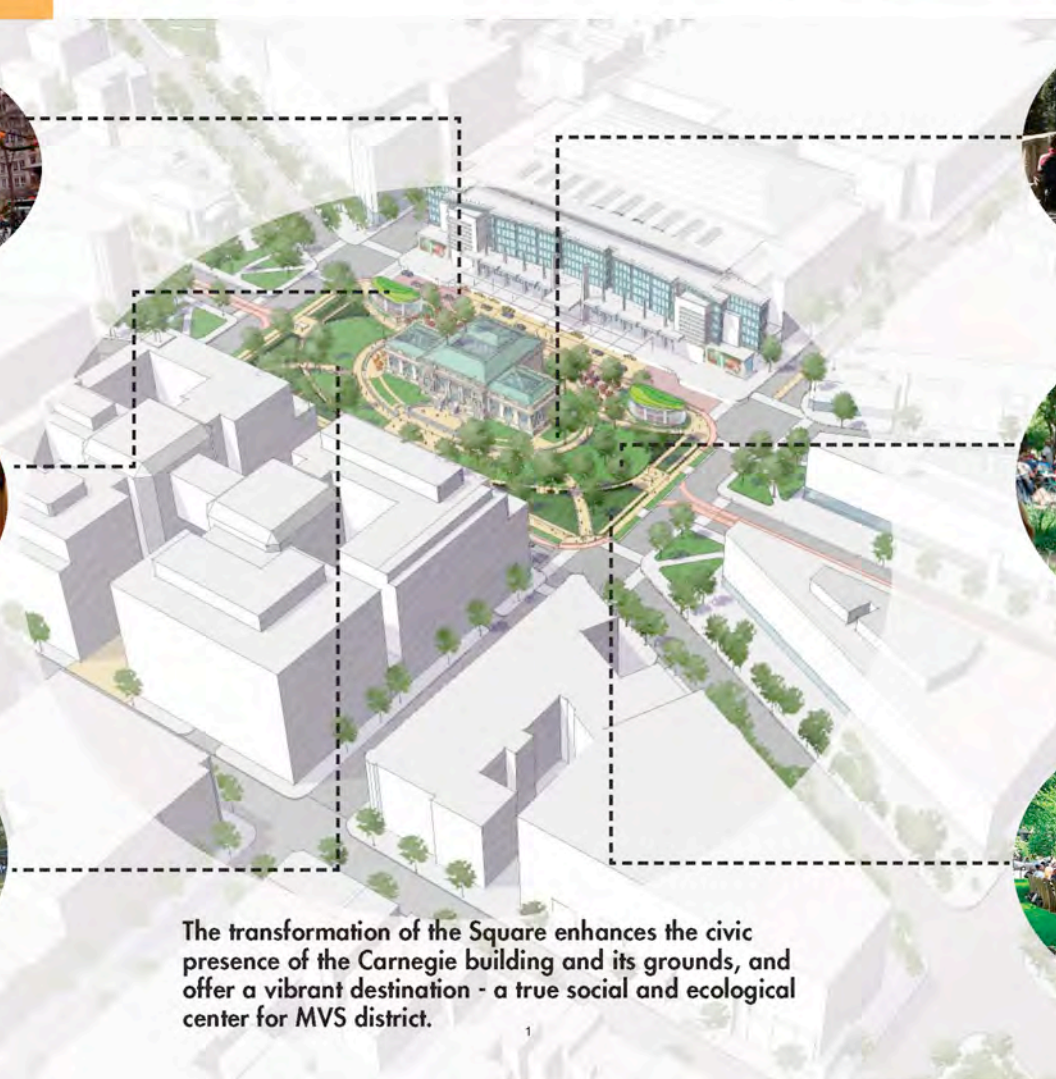 The transformation of the Square enhances the civic
presence of the Carnegie building and its grounds, and
offer a vibrant destination - a true social and ecological
center for MVS district.
1